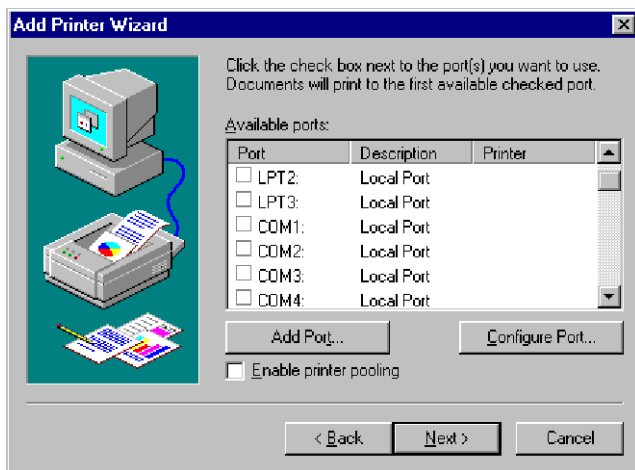 Add Printer Wizard
Click the check box next to the port(s) you want to use.
Documents will print to the first available checked port.
Available ports:
Port Description Printer
LPT2: Local Port
LPT3: Local Port
COM1: Local Port
COM2: Local Port
COM3: Local Port
COM4: Local Port
Add Port... Configure Port...
Enable printer pooling
< Back Next > Cancel